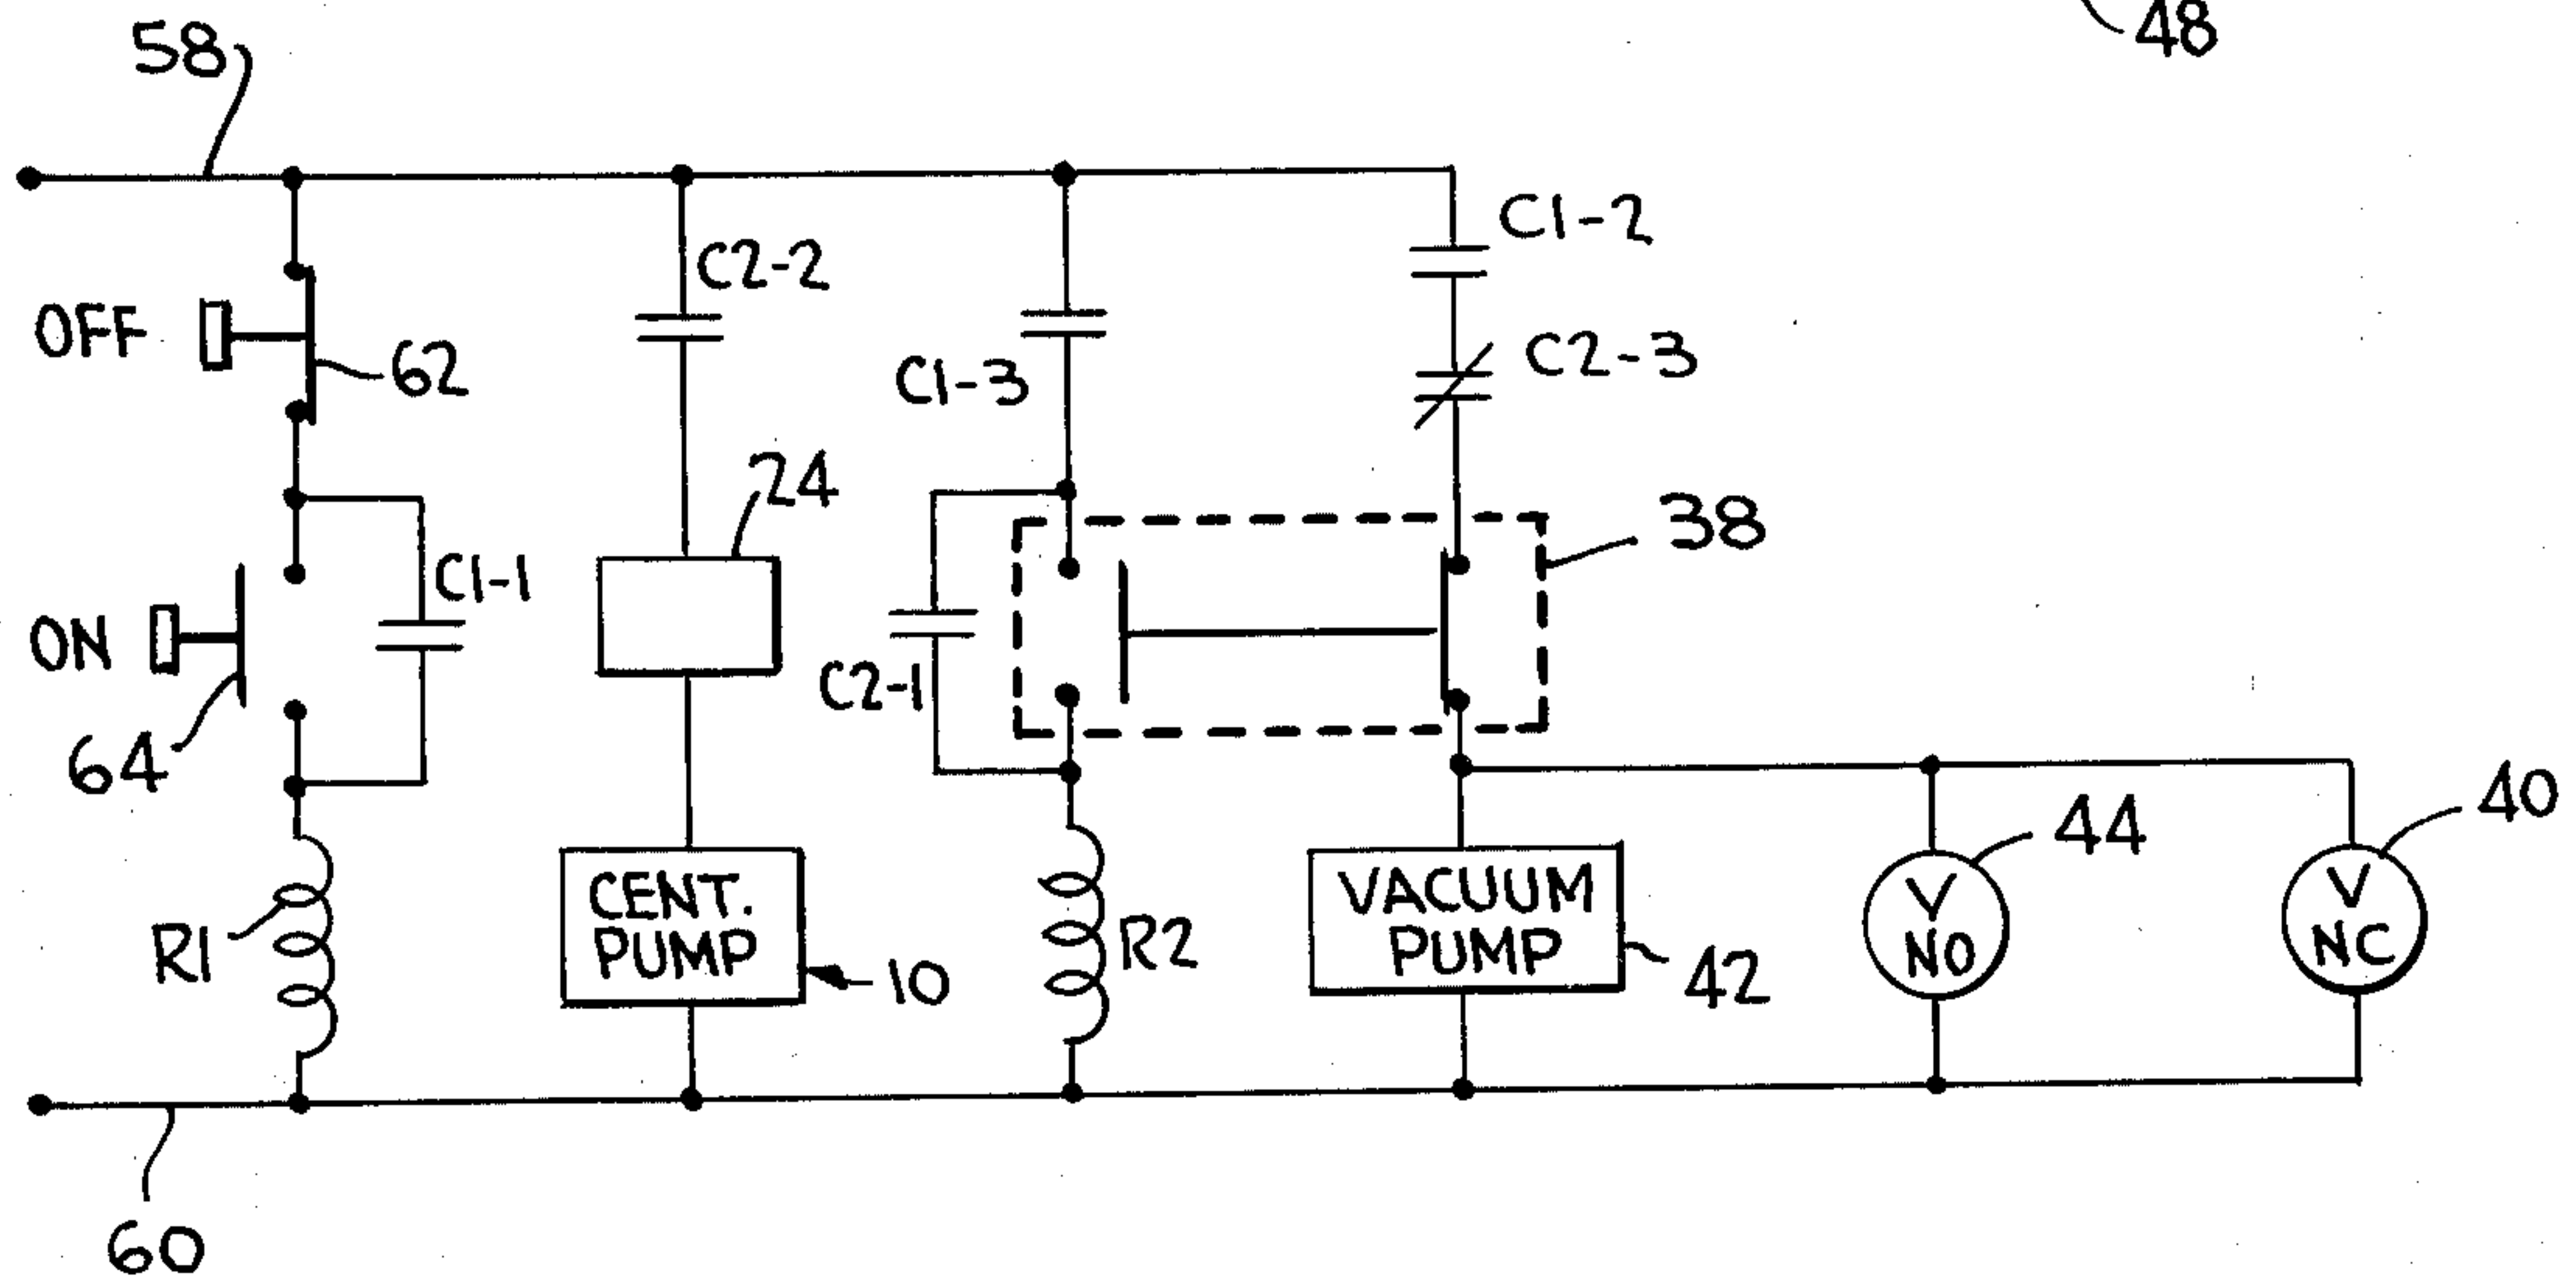 48
58
C1-2
C2-2
OFF
62
C1-3
C2-3
24
38
C1-1
ON
C2-1
64
40
44
CENT.
PUMP
VACUUM
PUMP
V
NO
V
NC
R1
R2
10
42
60